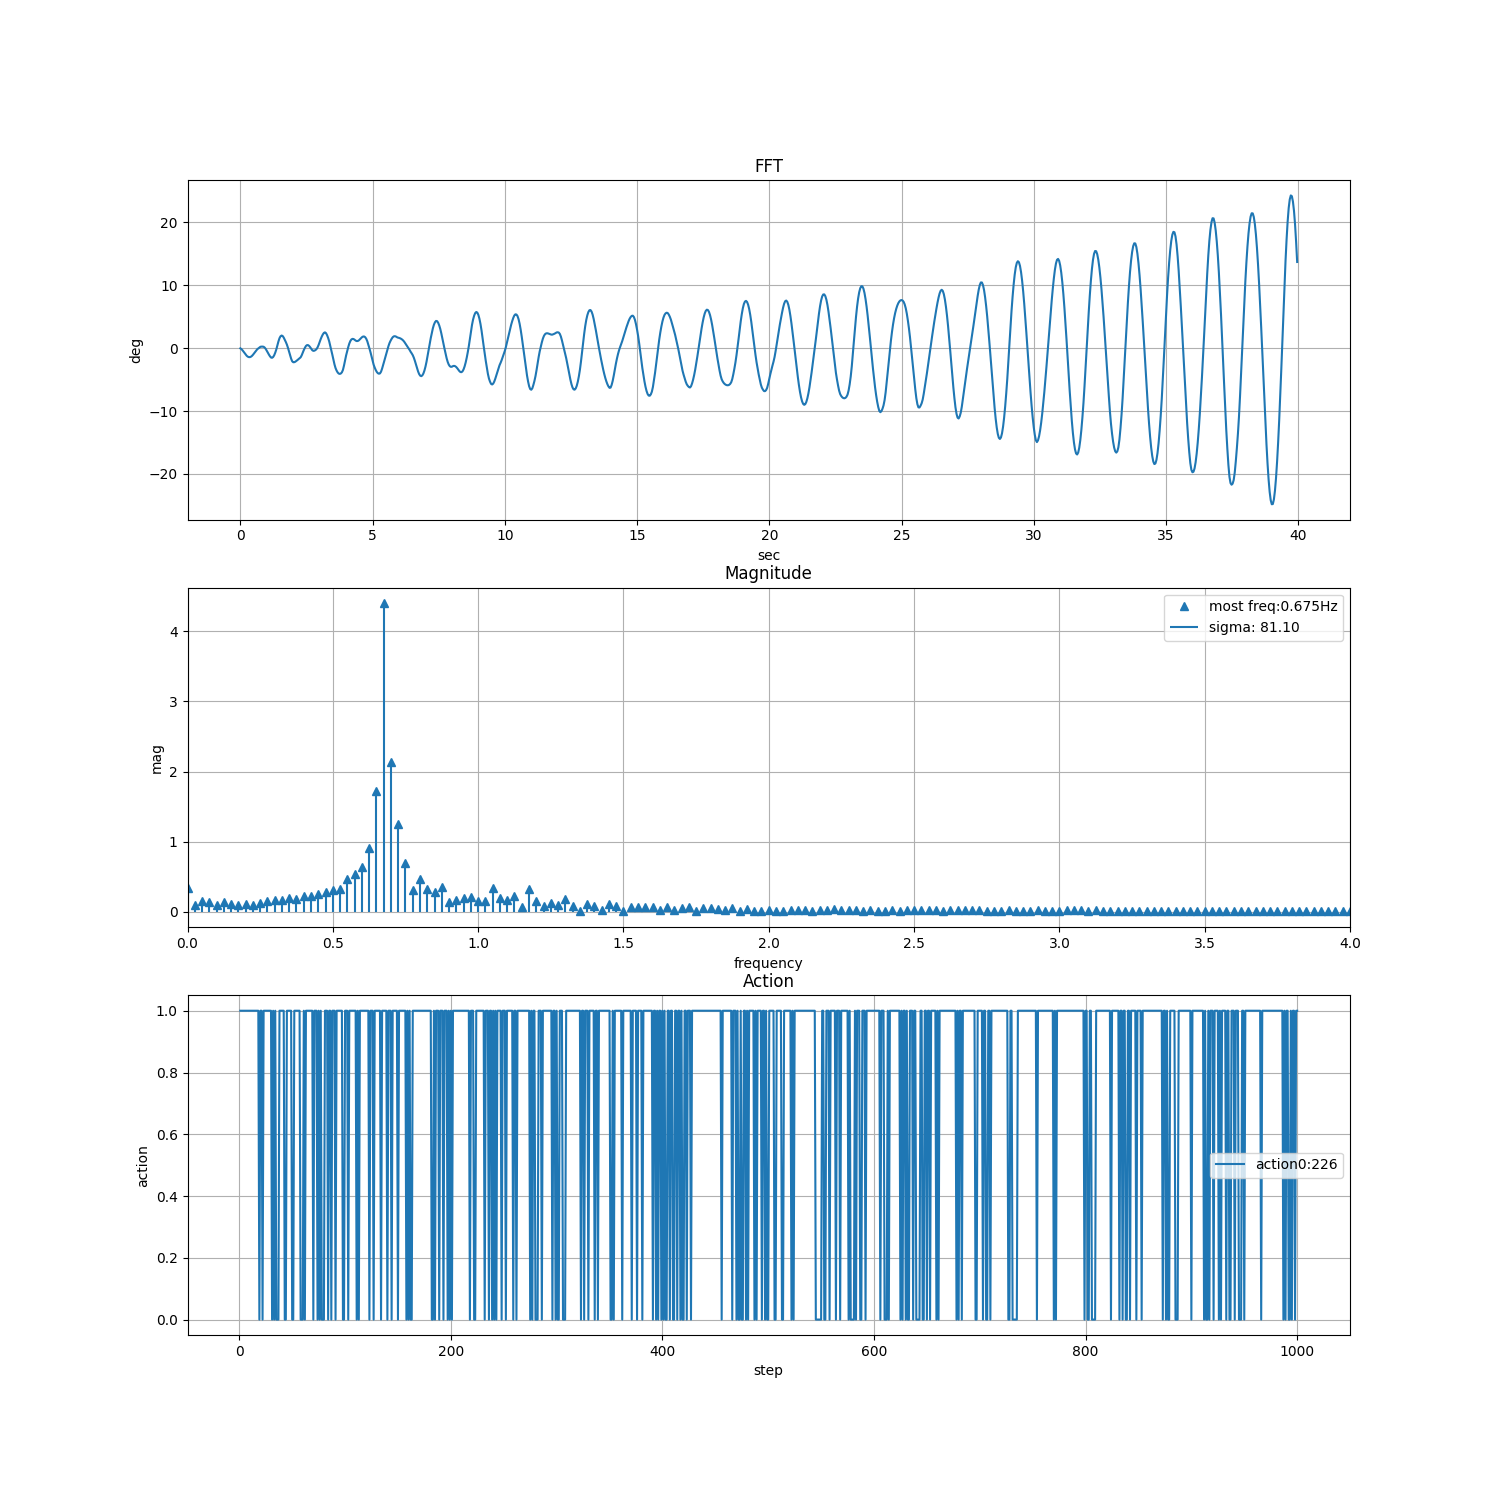 FFT
20
10
0
−10
−20
deg
0 5 10 15 20 25 30 35 40
sec
Magnitude
most freq:0.675Hz
sigma: 81.10
4
3
2
1
0
mag
0.0 0.5 1.0 1.5 2.0 2.5 3.0 3.5 4.0
frequency
Action
1.0
0.8
0.6
0.4
0.2
0.0
action
action0:226
0 200 400 600 800 1000
step